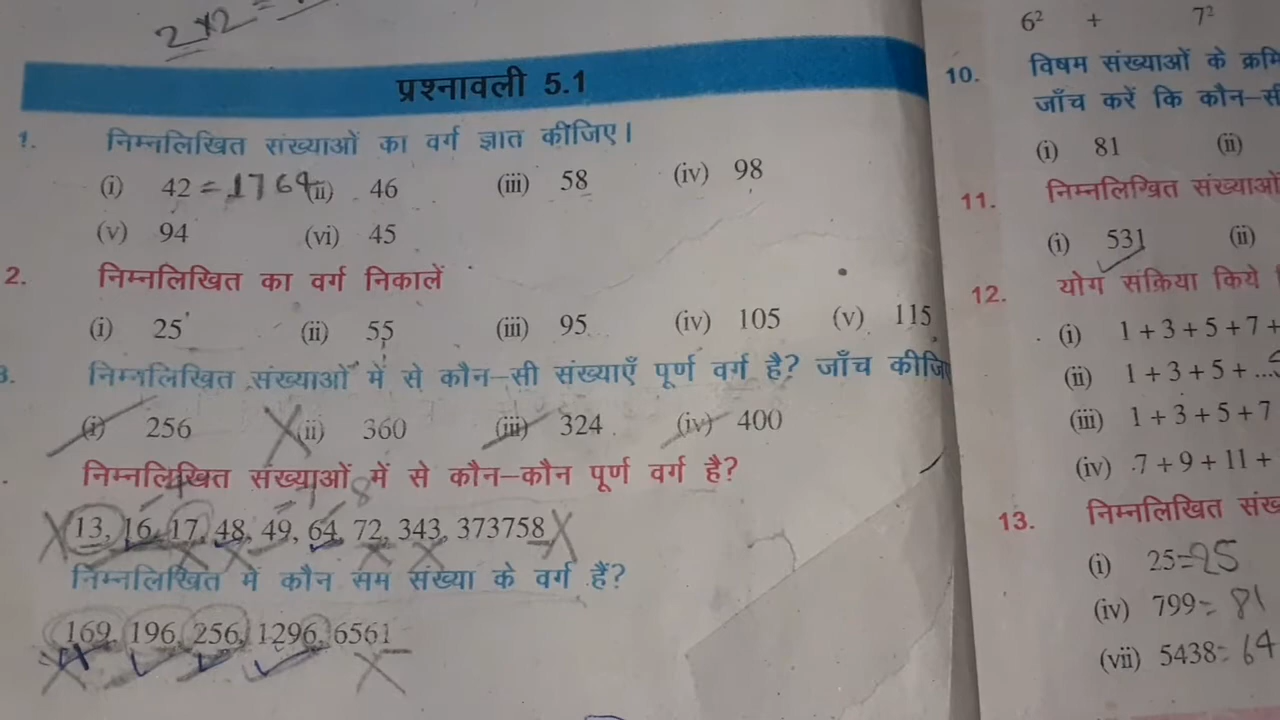 2×2=
प्रश्नावली 5.1
1. निम्नलिखित संख्याओं का वर्ग ज्ञात कीजिए।
(i) 42 = 1764 (ii) 46 (iii) 58 (iv) 98
(v) 94 (vi) 45
2. निम्नलिखित का वर्ग निकालें
(i) 25 (ii) 55 (iii) 95 (iv) 105 (v) 115
3. निम्नलिखित संख्याओं में से कौन-सी संख्याएँ पूर्ण वर्ग है? जाँच
(i) 256 (ii) 360 (iii) 324 (iv) 400
निम्नलिखित संख्याओं में से कौन-कौन पूर्ण वर्ग है?
13, 16, 17, 48, 49, 64, 72, 343, 373758
निम्नलिखित में कौन सम संख्या के वर्ग हैं?
169, 196, 256, 1296, 6561
6² + 7²
10. विषम संख्याओं के
जाँच करें कि
(i) 81 (ii)
11. निम्नलिखित संख्याओं
(i) 531 (ii)
12. योग संक्रिया किये
(i) 1+3+5+7+
(ii) 1+3+5+...
(iii) 1+3+5+7
(iv) 7+9+11+
13. निम्नलिखित
(i) 25=25
(iv) 799= 81
(vii) 5438= 64